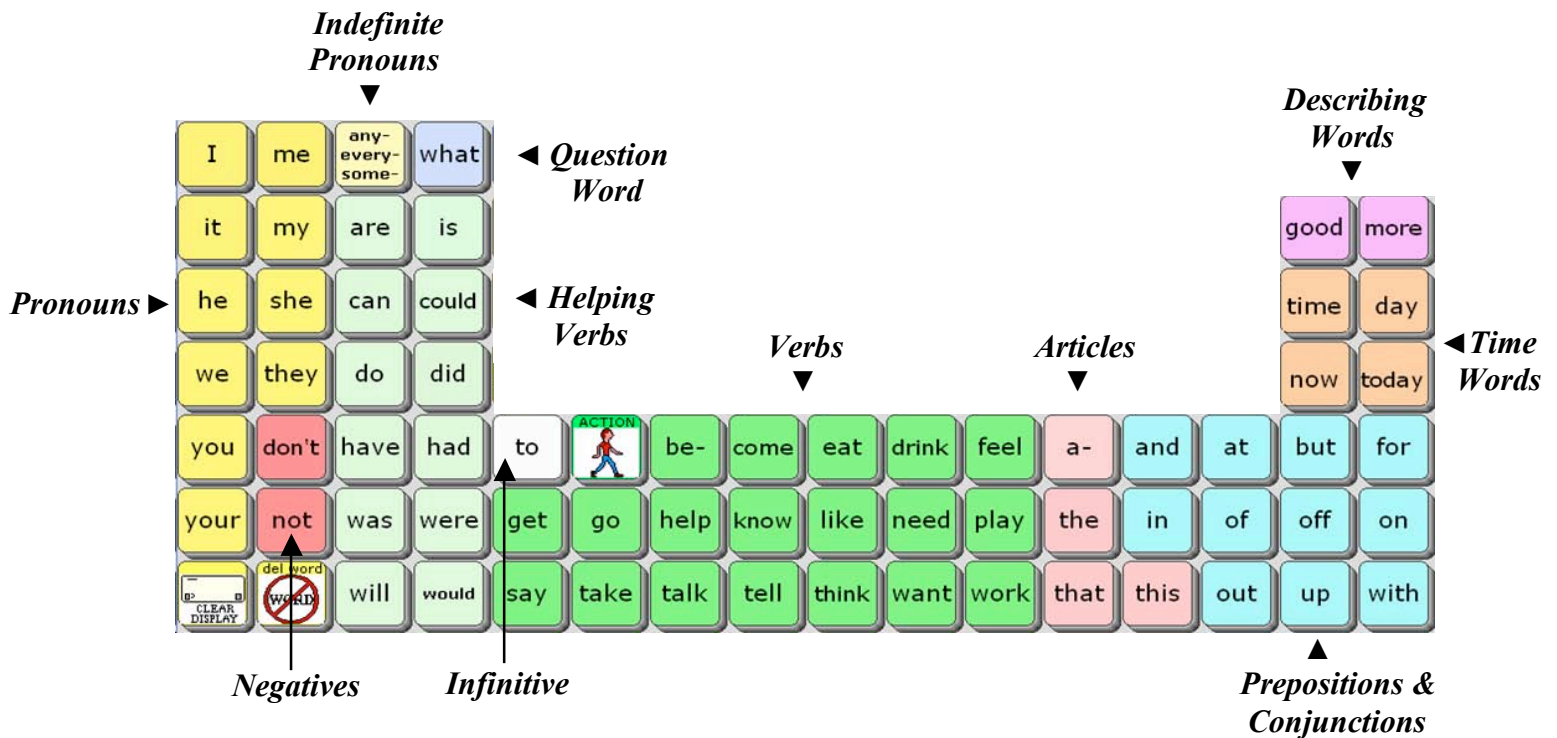 Indefinite
Pronouns
Describing
Words
I me any- every- some- what
Question
Word
it my are is good more
Pronouns he she can could Helping
Verbs
time day
Verbs
Articles
Time
Words
we they do did now today
you don't have had to ACTION be- come eat drink feel a- and at but for
your not was were get go help know like need play the in of off on
CLEAR
DISPLAY
del word
WORD
will would say take talk tell think want work that this out up with
Negatives
Infinitive
Prepositions &
Conjunctions